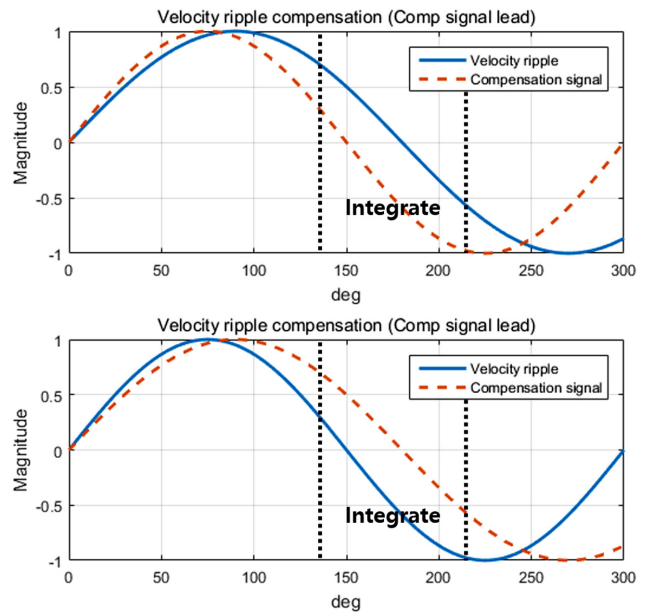 Velocity ripple compensation (Comp signal lead)
1
0.5
0
-0.5
-1
Magnitude
Velocity ripple
Compensation signal
Integrate
0
50
100
150
200
250
300
deg
Velocity ripple compensation (Comp signal lead)
1
0.5
0
-0.5
-1
Magnitude
Velocity ripple
Compensation signal
Integrate
0
50
100
150
200
250
300
deg